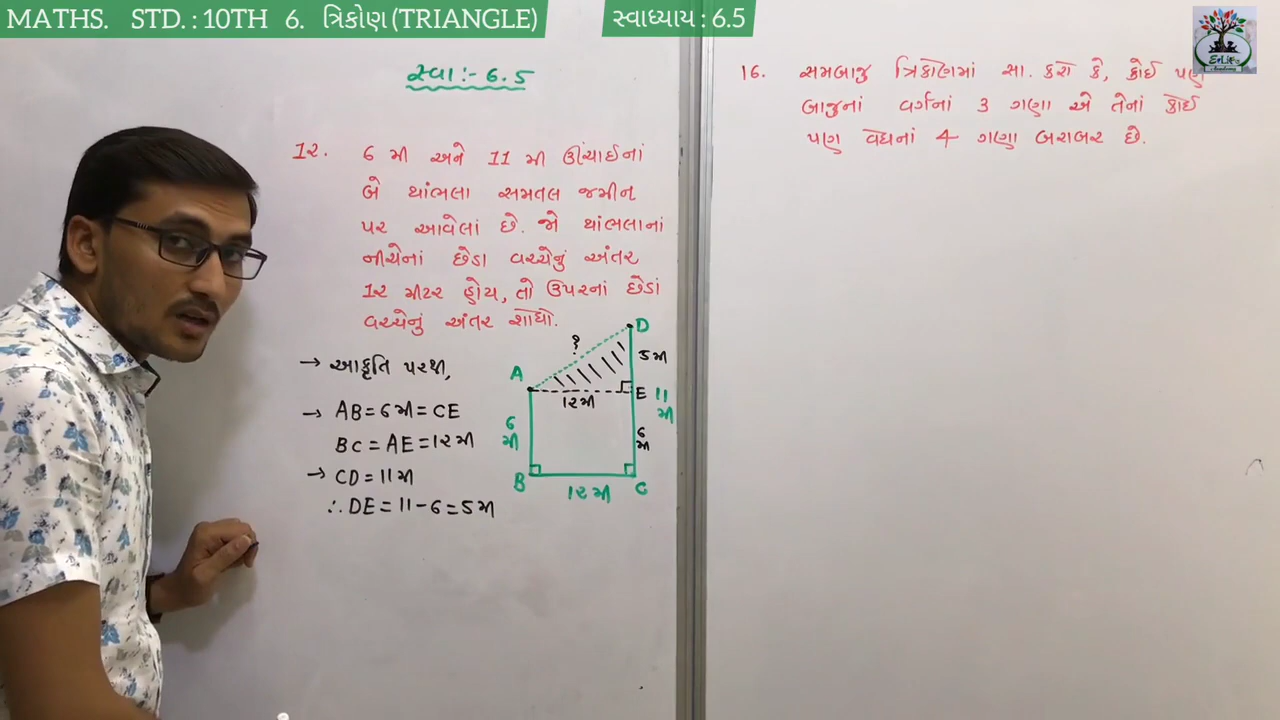 MATHS. STD. : 10TH 6. ત્રિકોણ (TRIANGLE)
સ્વાધ્યાય : 6.5
સ્વા :- 6.5
12. 6 મી અને 11 મી ઊંચાઈનાં
બે થાંભલા સમતલ જમીન
પર આવેલાં છે. જો થાંભલાનાં
નીચેનાં છેડા વચ્ચેનું અંતર
12 મીટર હોય, તો ઉપરનાં છેડાં
વચ્ચેનું અંતર શોધો.
→ આકૃતિ પરથી,
→ AB = 6 મી = CE
BC = AE = 12 મી
→ CD = 11 મી
∴ DE = 11 - 6 = 5 મી
D
?
5 મી
A
12 મી
E
11 મી
6 મી
6 મી
B
C
12 મી
16. સમબાજુ ત્રિકોણમાં સા. કરો કે, કોઈ પણ
બાજુનાં વર્ગનાં 3 ગણા એ તેનાં કોઈ
પણ વેધનાં 4 ગણા બરાબર છે.